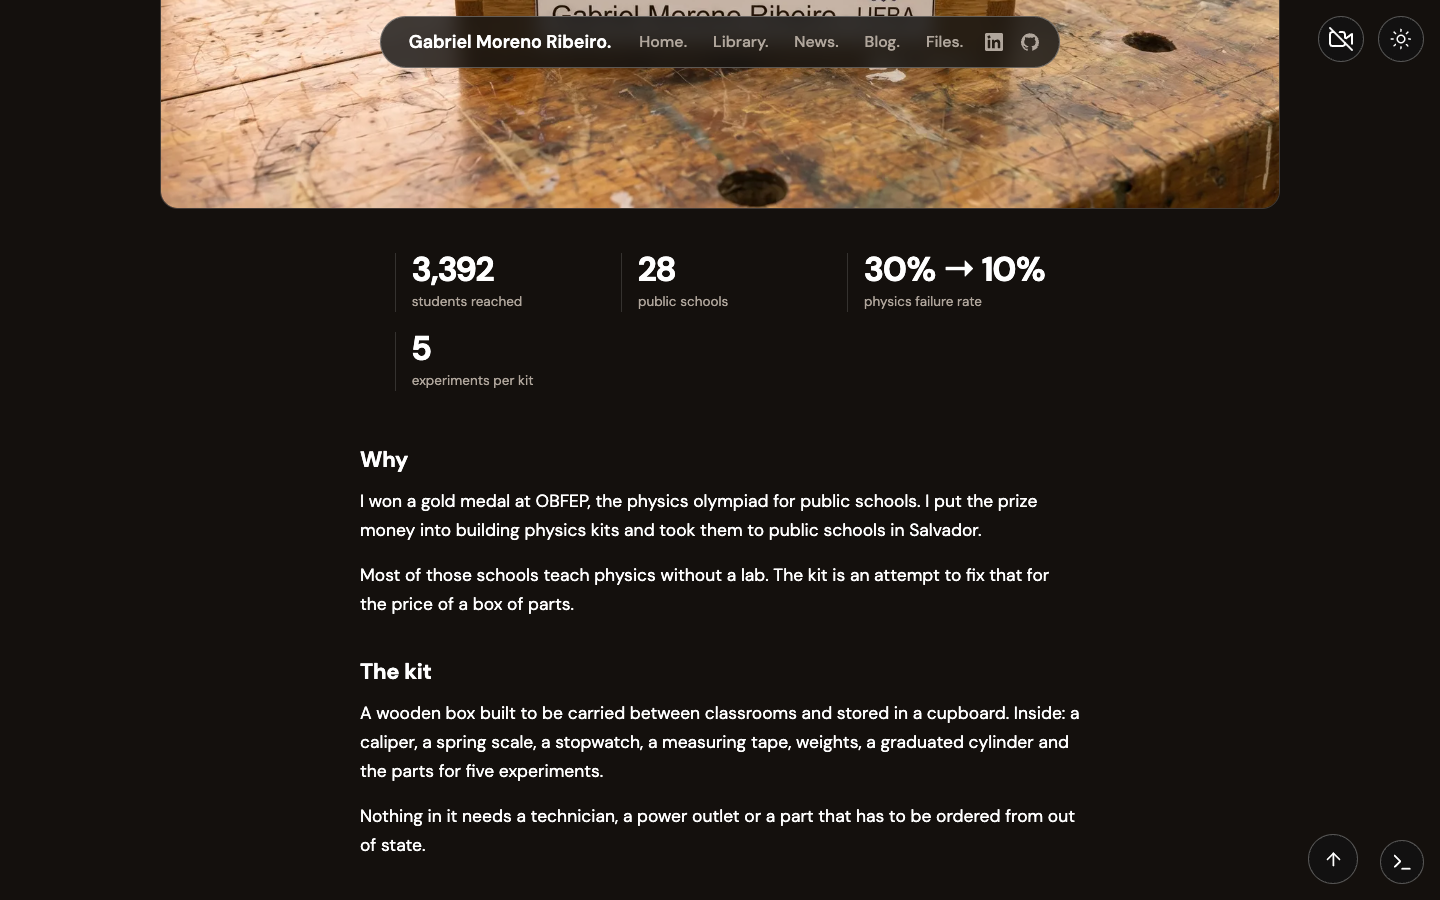 Gabriel Moreno Ribeiro UFBA
Gabriel Moreno Ribeiro. Home. Library. News. Blog. Files.
3,392
students reached
28
public schools
30% → 10%
physics failure rate
5
experiments per kit
Why
I won a gold medal at OBFEP, the physics olympiad for public schools. I put the prize
money into building physics kits and took them to public schools in Salvador.
Most of those schools teach physics without a lab. The kit is an attempt to fix that for
the price of a box of parts.
The kit
A wooden box built to be carried between classrooms and stored in a cupboard. Inside: a
caliper, a spring scale, a stopwatch, a measuring tape, weights, a graduated cylinder and
the parts for five experiments.
Nothing in it needs a technician, a power outlet or a part that has to be ordered from out
of state.